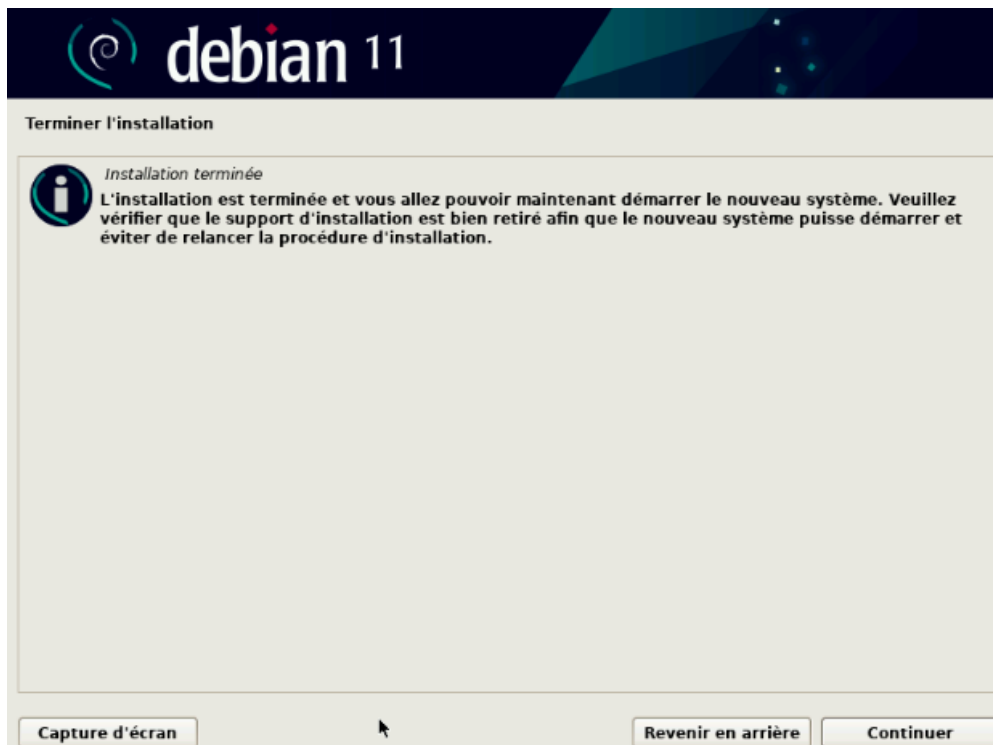 debian 11
Terminer l'installation
Installation terminée
L'installation est terminée et vous allez pouvoir maintenant démarrer le nouveau système. Veuillez
vérifier que le support d'installation est bien retiré afin que le nouveau système puisse démarrer et
éviter de relancer la procédure d'installation.
Capture d'écran
Revenir en arrière
Continuer